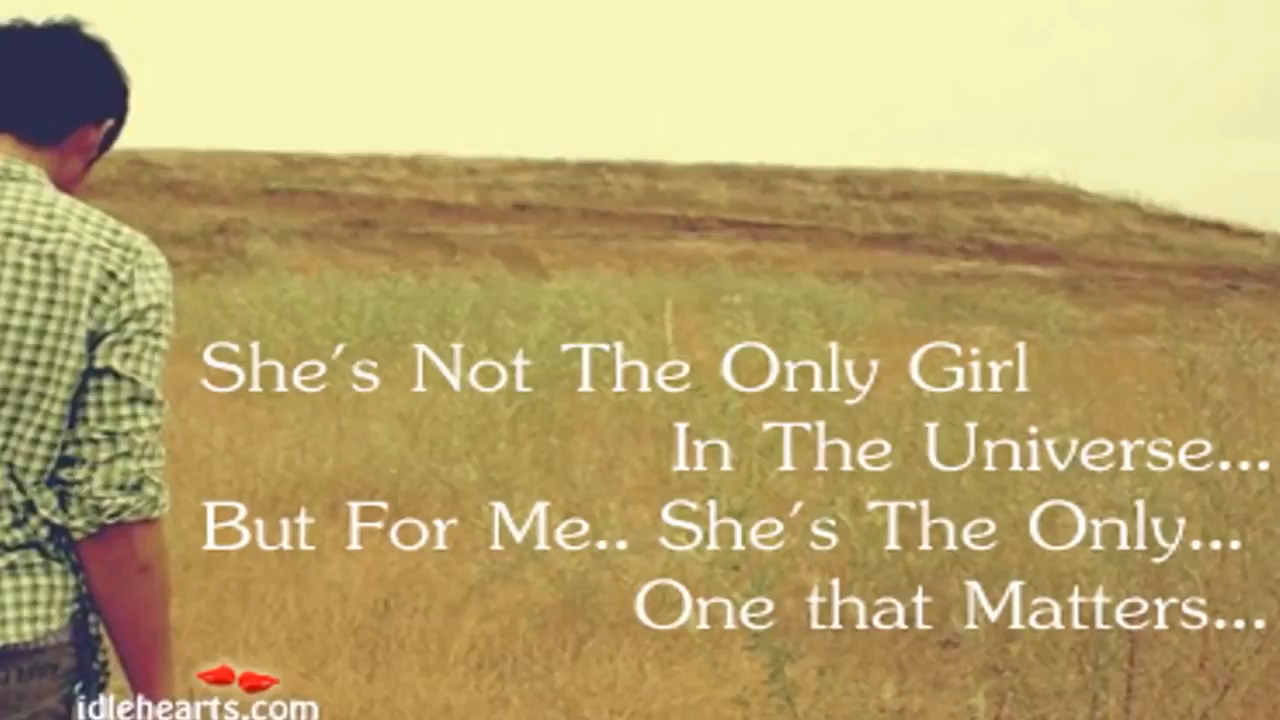 She's Not The Only Girl
In The Universe...
But For Me.. She's The Only...
One that Matters...
idlehearts.com